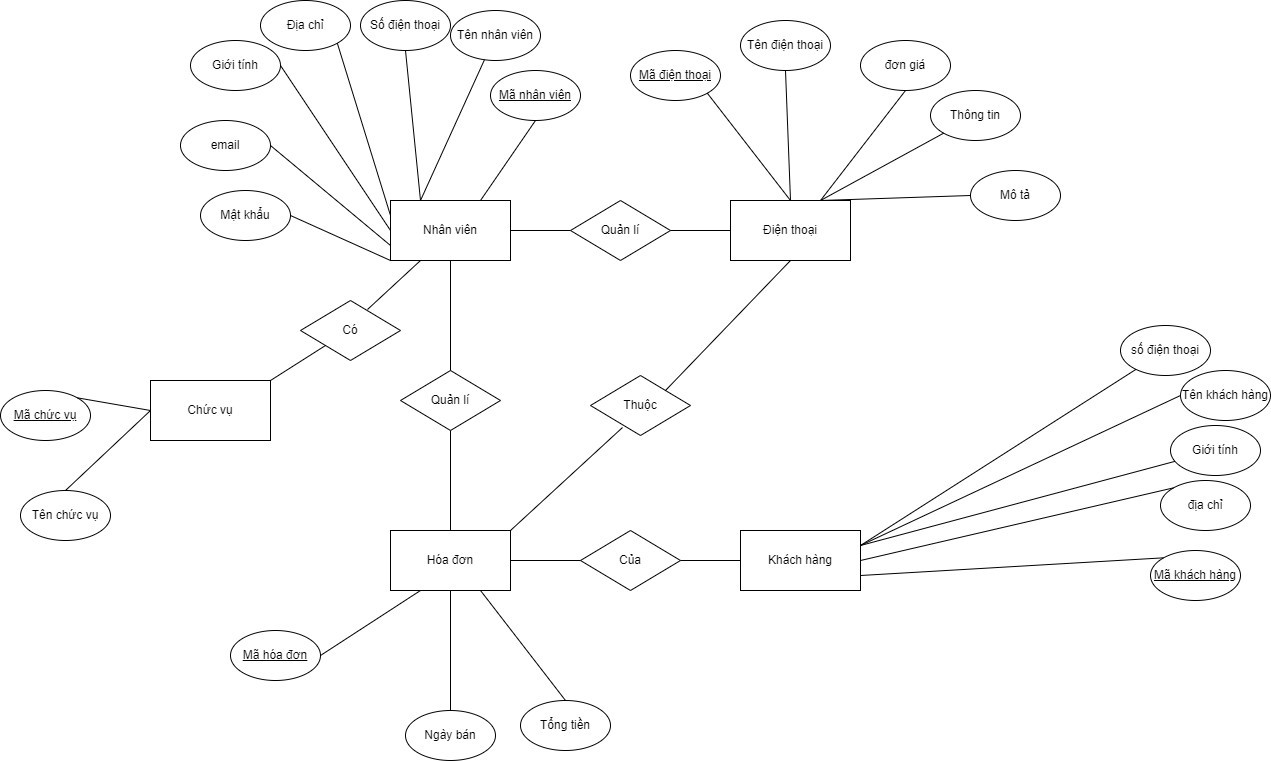 Địa chỉ
Số điện thoại
Tên nhân viên
Giới tính
Mã nhân viên
email
Mật khẩu
Tên điện thoại
Mã điện thoại
đơn giá
Thông tin
Mô tả
Nhân viên
Quản lí
Điện thoại
Có
Chức vụ
Mã chức vụ
Tên chức vụ
Quản lí
Thuộc
số điện thoại
Tên khách hàng
Giới tính
địa chỉ
Mã khách hàng
Hóa đơn
Của
Khách hàng
Mã hóa đơn
Ngày bán
Tổng tiền